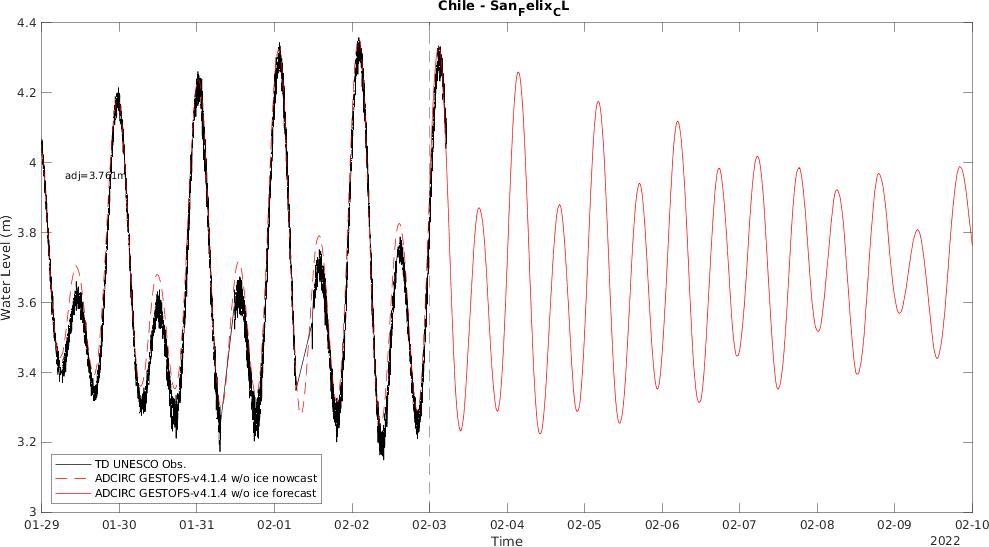 Chile - San_Felix_CL
4.4
4.2
4
3.8
3.6
3.4
3.2
3
Water Level (m)
adj=3.761m
TD UNESCO Obs.
ADCIRC GESTOFS-v4.1.4 w/o ice nowcast
ADCIRC GESTOFS-v4.1.4 w/o ice forecast
01-29 01-30 01-31 02-01 02-02 02-03 02-04 02-05 02-06 02-07 02-08 02-09 02-10
Time
2022